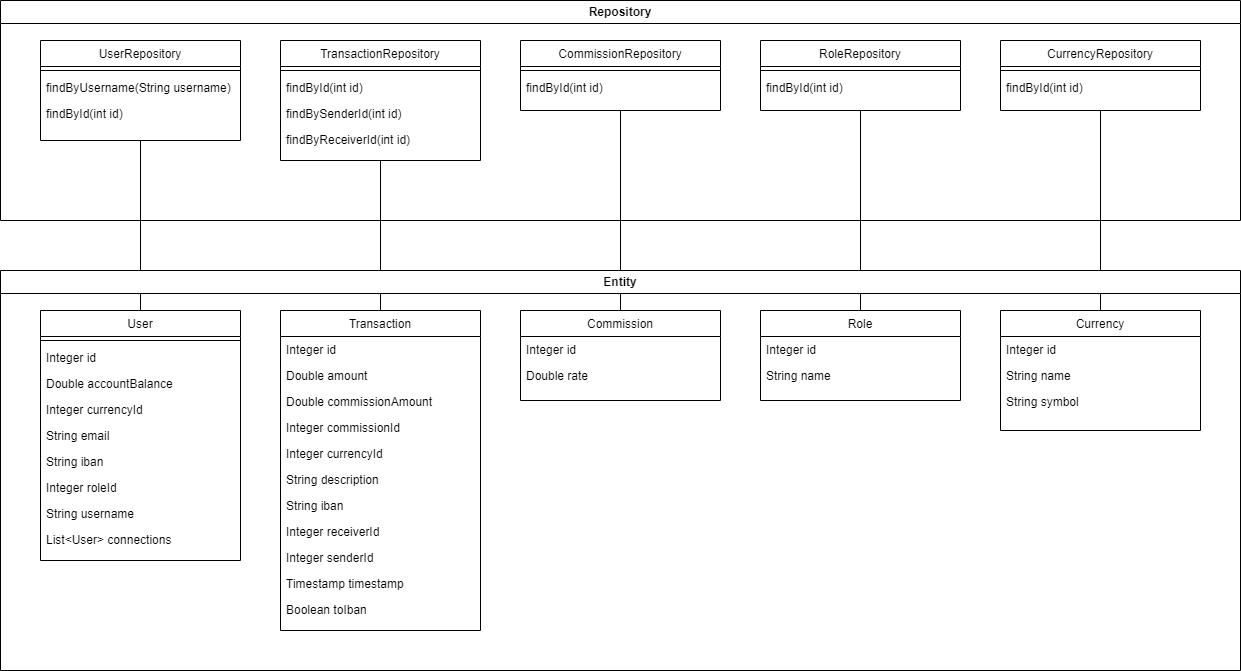 Repository
UserRepository
findByUsername(String username)
findById(int id)
TransactionRepository
findById(int id)
findBySenderId(int id)
findByReceiverId(int id)
CommissionRepository
findById(int id)
RoleRepository
findById(int id)
CurrencyRepository
findById(int id)
Entity
User
Integer id
Double accountBalance
Integer currencyId
String email
String iban
Integer roleId
String username
List<User> connections
Transaction
Integer id
Double amount
Double commissionAmount
Integer commissionId
Integer currencyId
String description
String iban
Integer receiverId
Integer senderId
Timestamp timestamp
Boolean toIban
Commission
Integer id
Double rate
Role
Integer id
String name
Currency
Integer id
String name
String symbol